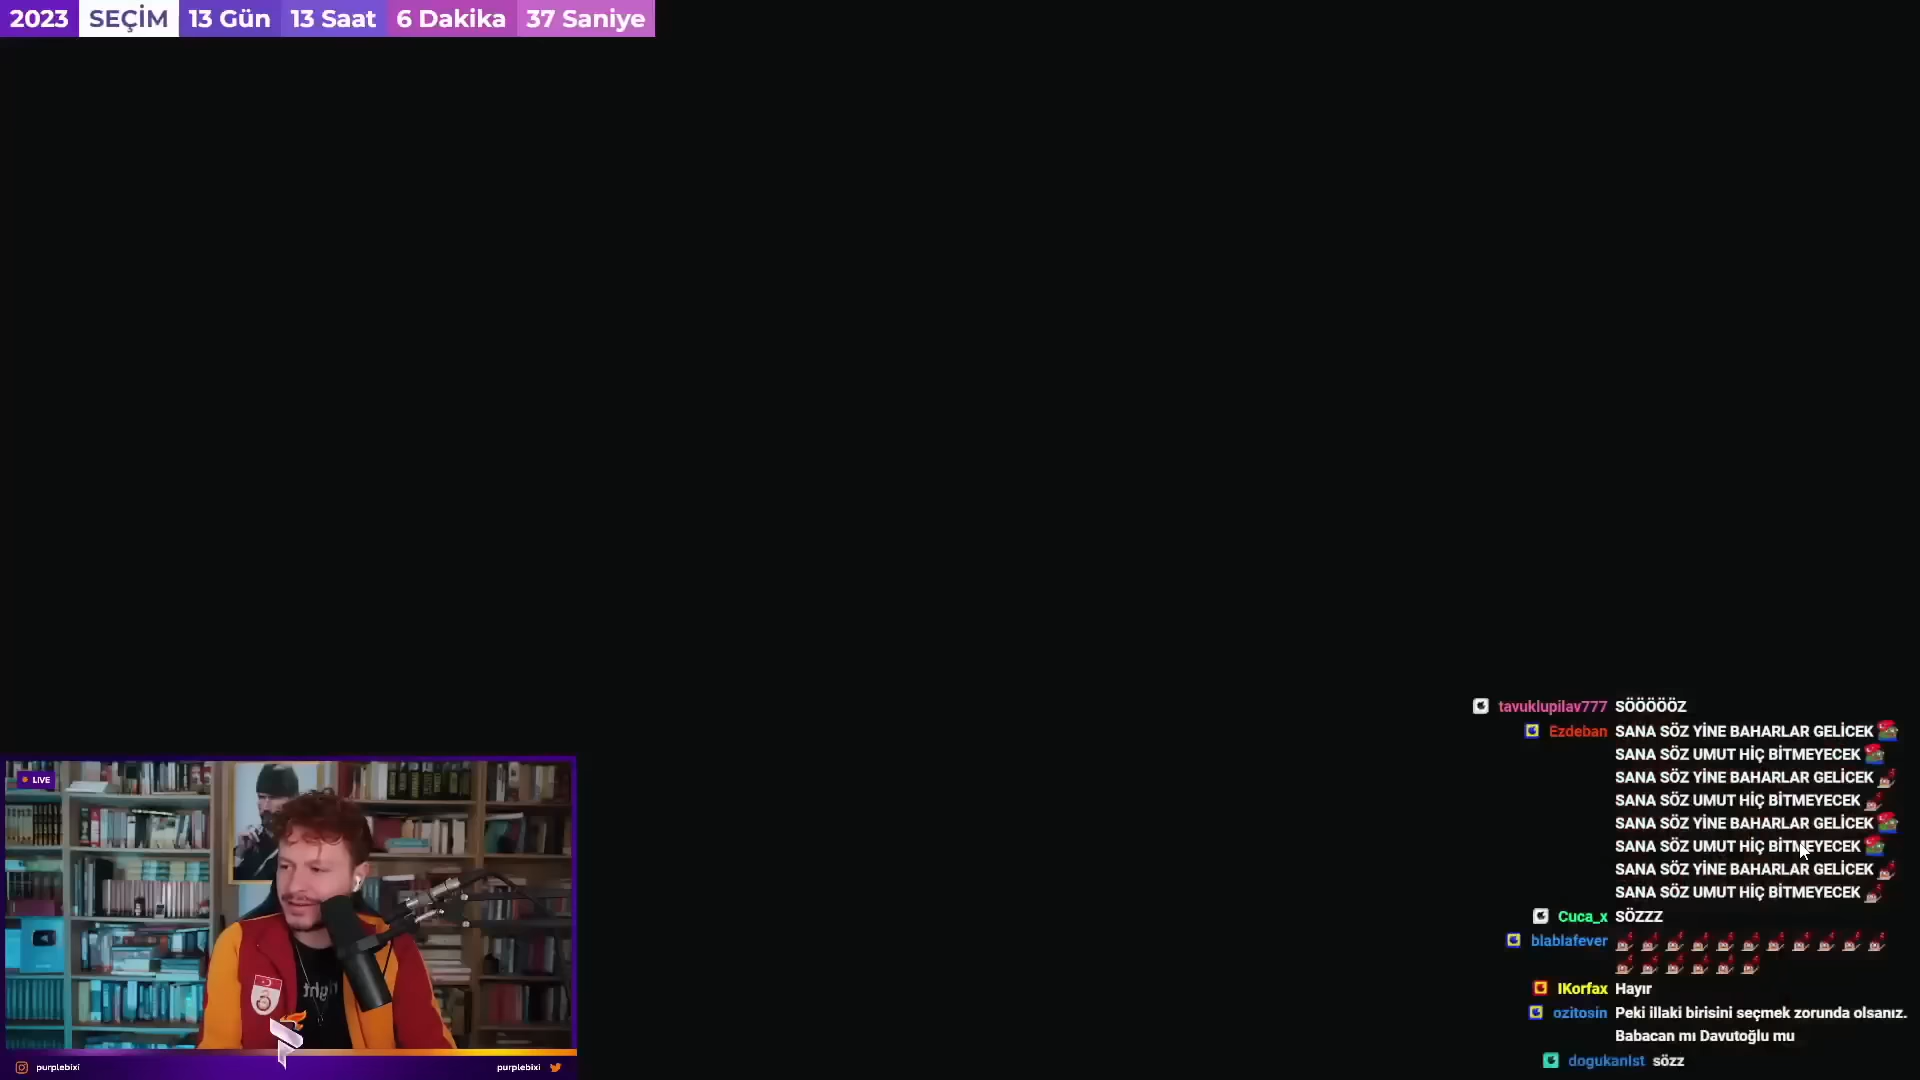 2023 SEÇİM 13 Gün 13 Saat 6 Dakika 37 Saniye
tavuklupilav777 SÖÖÖÖÖZ
Ezdeban SANA SÖZ YİNE BAHARLAR GELİCEK
SANA SÖZ UMUT HİÇ BİTMEYECEK
SANA SÖZ YİNE BAHARLAR GELİCEK
SANA SÖZ UMUT HİÇ BİTMEYECEK
SANA SÖZ YİNE BAHARLAR GELİCEK
SANA SÖZ UMUT HİÇ BİTMEYECEK
SANA SÖZ YİNE BAHARLAR GELİCEK
SANA SÖZ UMUT HİÇ BİTMEYECEK
Cuca_x SÖZZZ
blablafever
IKorfax Hayır
ozitosin Peki illaki birisini seçmek zorunda olsanız.
Babacan mı Davutoğlu mu
dogukanlst sözz
LIVE
right
purplebixi
purplebixi